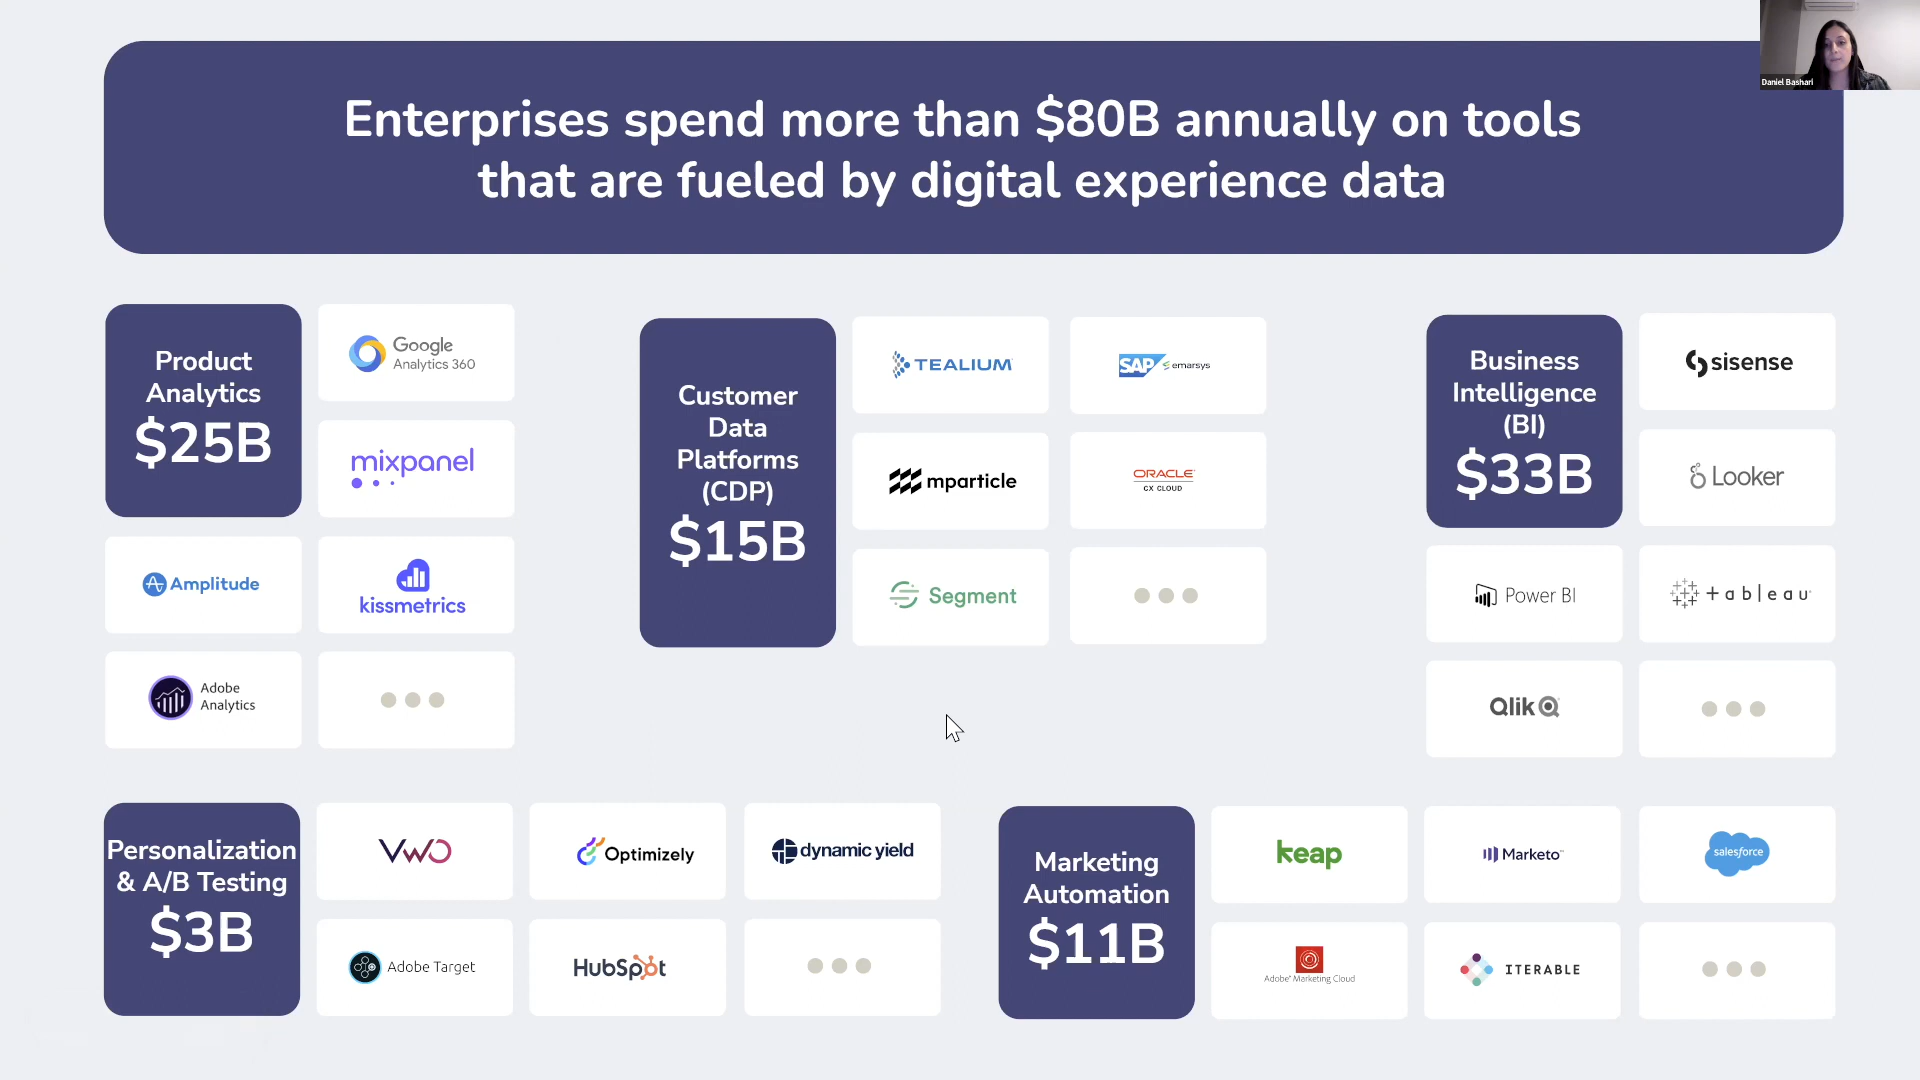 Enterprises spend more than $80B annually on tools
that are fueled by digital experience data
Daniel Bashari
Product
Analytics
$25B
Google
Analytics 360
mixpanel
Amplitude
kissmetrics
Adobe
Analytics
Customer
Data
Platforms
(CDP)
$15B
TEALIUM
SAP emarsys
mparticle
ORACLE
CX CLOUD
Segment
Business
Intelligence
(BI)
$33B
sisense
Looker
Power BI
+ableau
Qlik
Personalization
& A/B Testing
$3B
VWO
Optimizely
dynamic yield
Adobe Target
HubSpot
Marketing
Automation
$11B
keap
Marketo
salesforce
Adobe® Marketing Cloud
ITERABLE